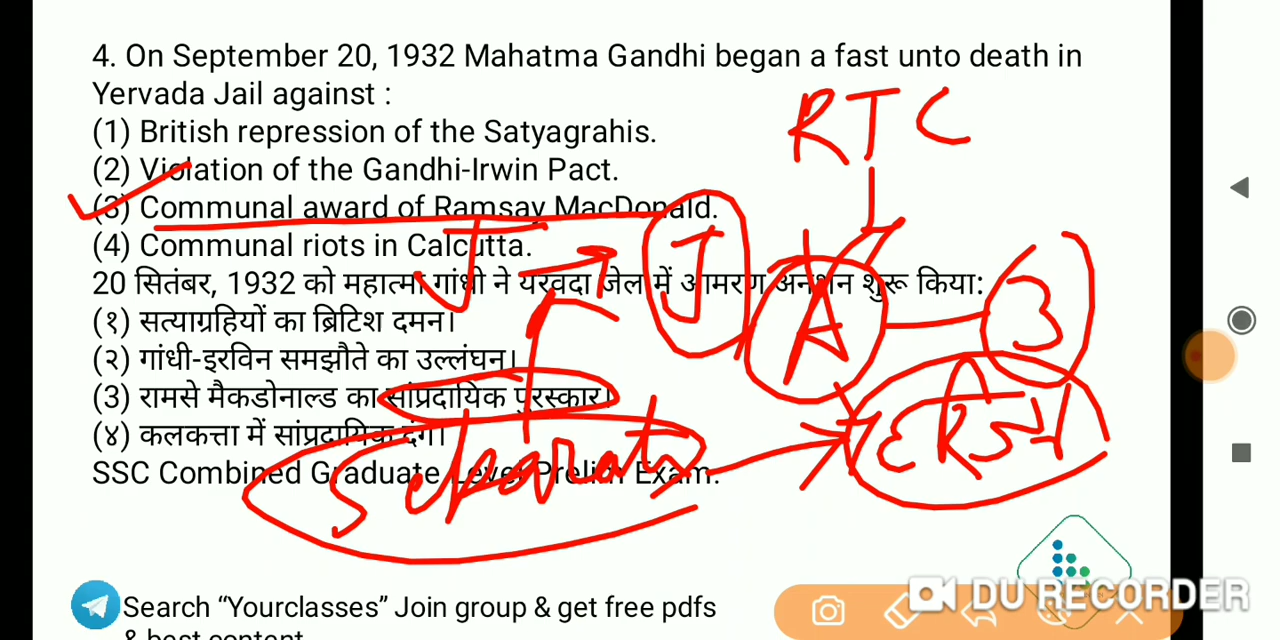 4. On September 20, 1932 Mahatma Gandhi began a fast unto death in
Yervada Jail against :
(1) British repression of the Satyagrahis.
(2) Violation of the Gandhi-Irwin Pact.
(3) Communal award of Ramsay MacDonald.
(4) Communal riots in Calcutta.
20 सितंबर, 1932 को महात्मा गांधी ने यरवदा जेल में आमरण अनशन शुरू किया:
(१) सत्याग्रहियों का ब्रिटिश दमन।
(२) गांधी-इरविन समझौते का उल्लंघन।
(3) रामसे मैकडोनाल्ड का सांप्रदायिक पुरस्कार।
(४) कलकत्ता में सांप्रदायिक दंगे।
SSC Combined Graduate Level Prelim Exam.
RTC
J
J
A
3
Search “Yourclasses” Join group & get free pdfs
& best content
DU RECORDER